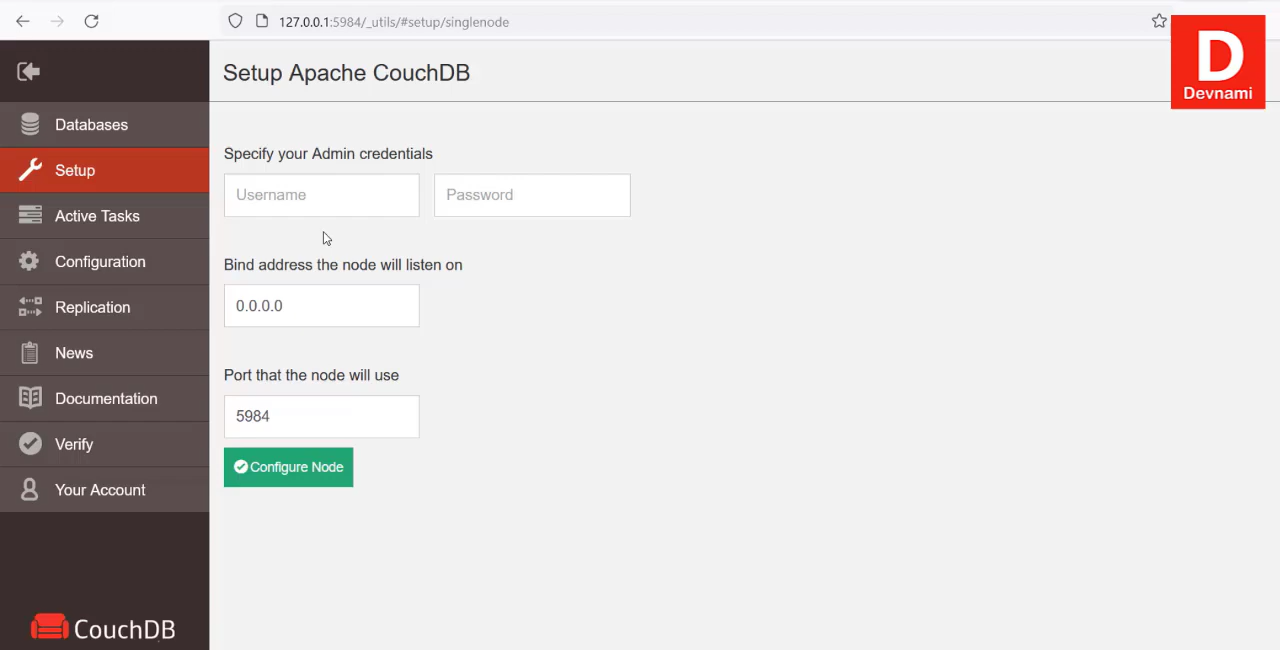 127.0.0.1:5984/_utils/#setup/singlenode
D
Devnami
Setup Apache CouchDB
Databases
Setup
Active Tasks
Configuration
Replication
News
Documentation
Verify
Your Account
CouchDB
Specify your Admin credentials
Username
Password
Bind address the node will listen on
0.0.0.0
Port that the node will use
5984
Configure Node